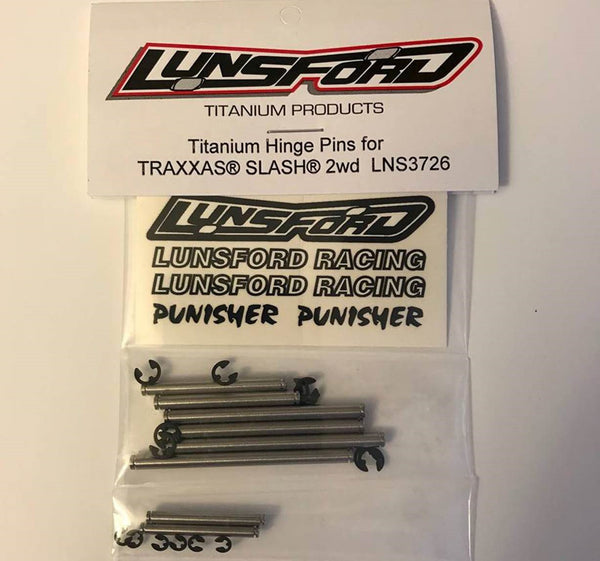 LUNSFORD
TITANIUM PRODUCTS
Titanium Hinge Pins for
TRAXXAS® SLASH® 2wd LNS3726
LUNSFORD
LUNSFORD RACING
LUNSFORD RACING
PUNISHER PUNISHER